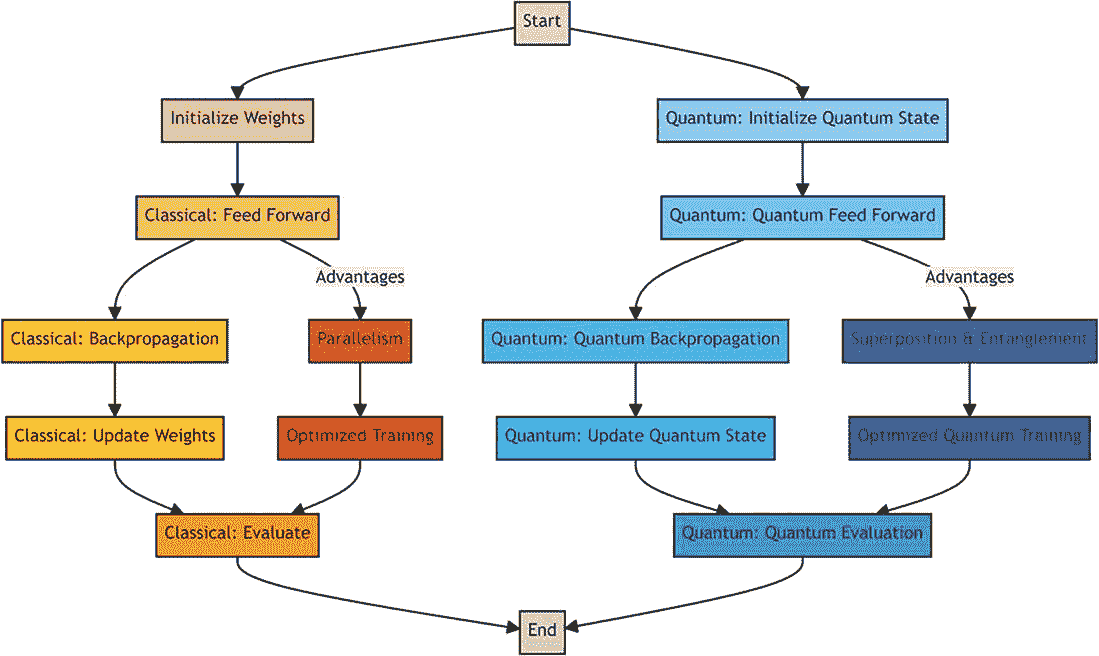 Start
Initialize Weights
Quantum: Initialize Quantum State
Classical: Feed Forward
Quantum: Quantum Feed Forward
Advantages
Advantages
Classical: Backpropagation
Parallelism
Quantum: Quantum Backpropagation
Superposition & Entanglement
Classical: Update Weights
Optimized Training
Quantum: Update Quantum State
Optimized Quantum Training
Classical: Evaluate
Quantum: Quantum Evaluation
End